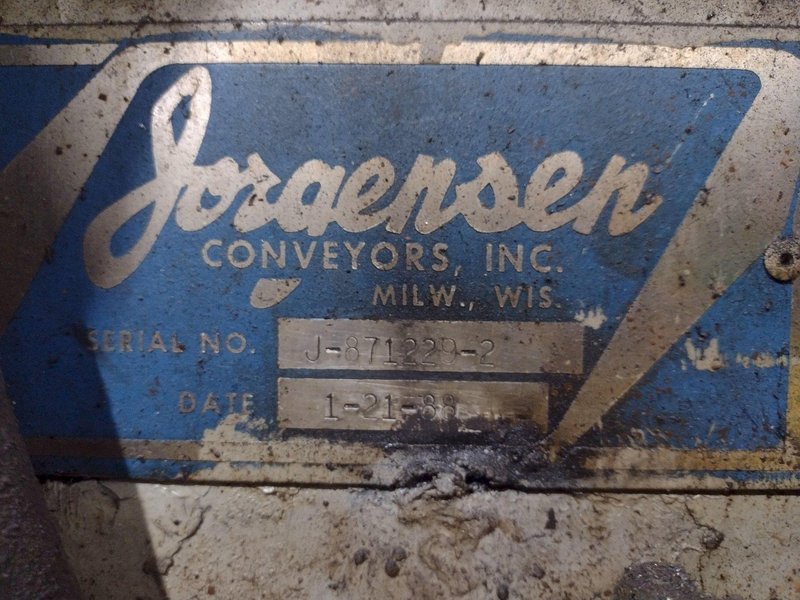 Jorgensen
CONVEYORS, INC.
MILW., WIS.
SERIAL NO. J-871229-2
DATE 1-21-88